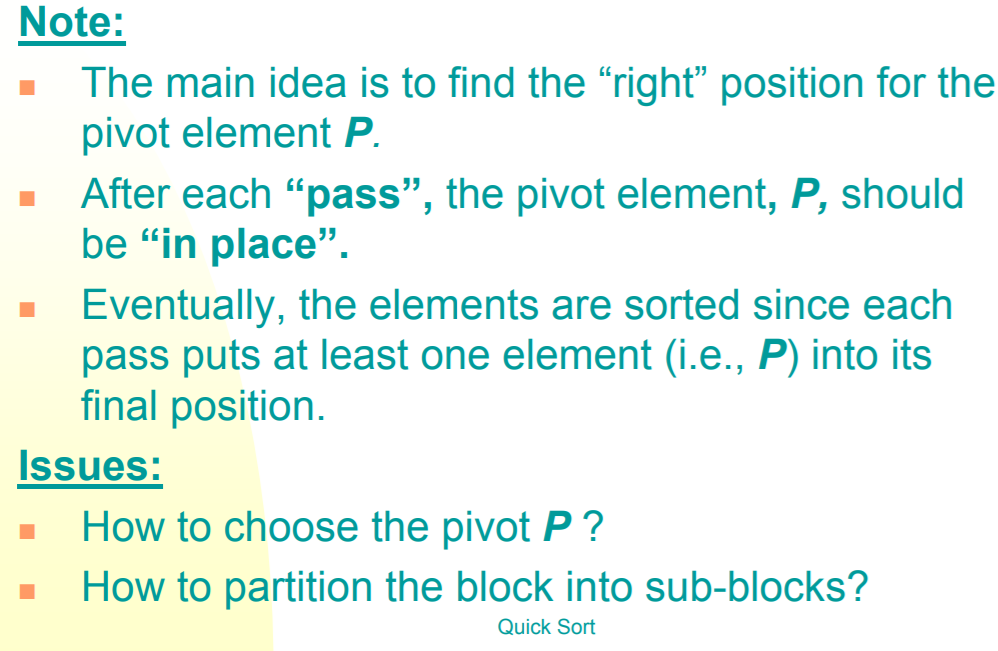 Note:
The main idea is to find the “right” position for the
pivot element P.
After each “pass”, the pivot element, P, should
be “in place”.
Eventually, the elements are sorted since each
pass puts at least one element (i.e., P) into its
final position.
Issues:
How to choose the pivot P ?
How to partition the block into sub-blocks?
Quick Sort